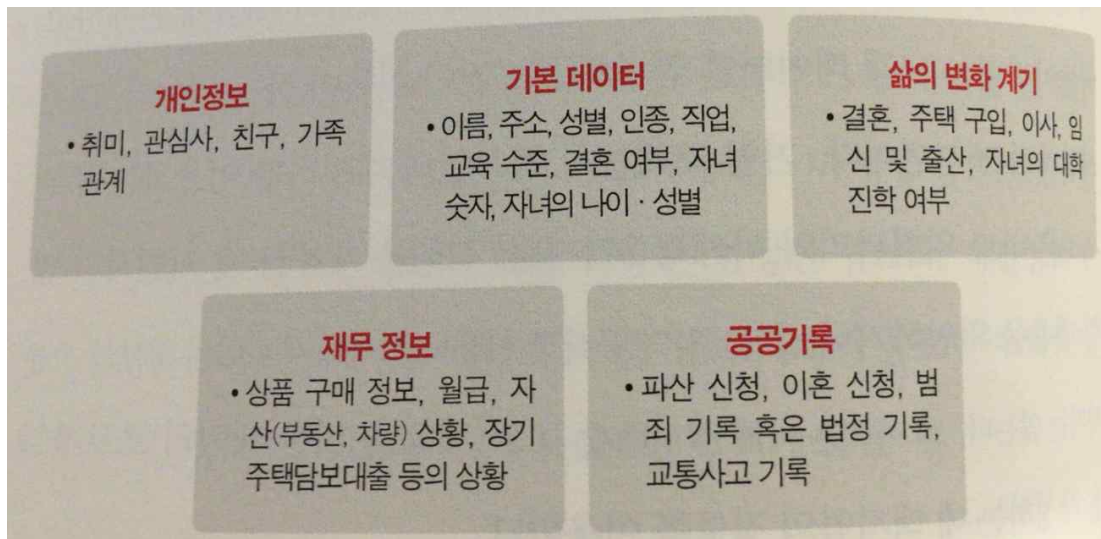 개인정보
• 취미, 관심사, 친구, 가족
관계
기본 데이터
• 이름, 주소, 성별, 인종, 직업,
교육 수준, 결혼 여부, 자녀
숫자, 자녀의 나이 · 성별
삶의 변화 계기
• 결혼, 주택 구입, 이사, 임
신 및 출산, 자녀의 대학
진학 여부
재무 정보
• 상품 구매 정보, 월급, 자
산(부동산, 차량) 상황, 장기
주택담보대출 등의 상황
공공기록
• 파산 신청, 이혼 신청, 범
죄 기록 혹은 법정 기록,
교통사고 기록